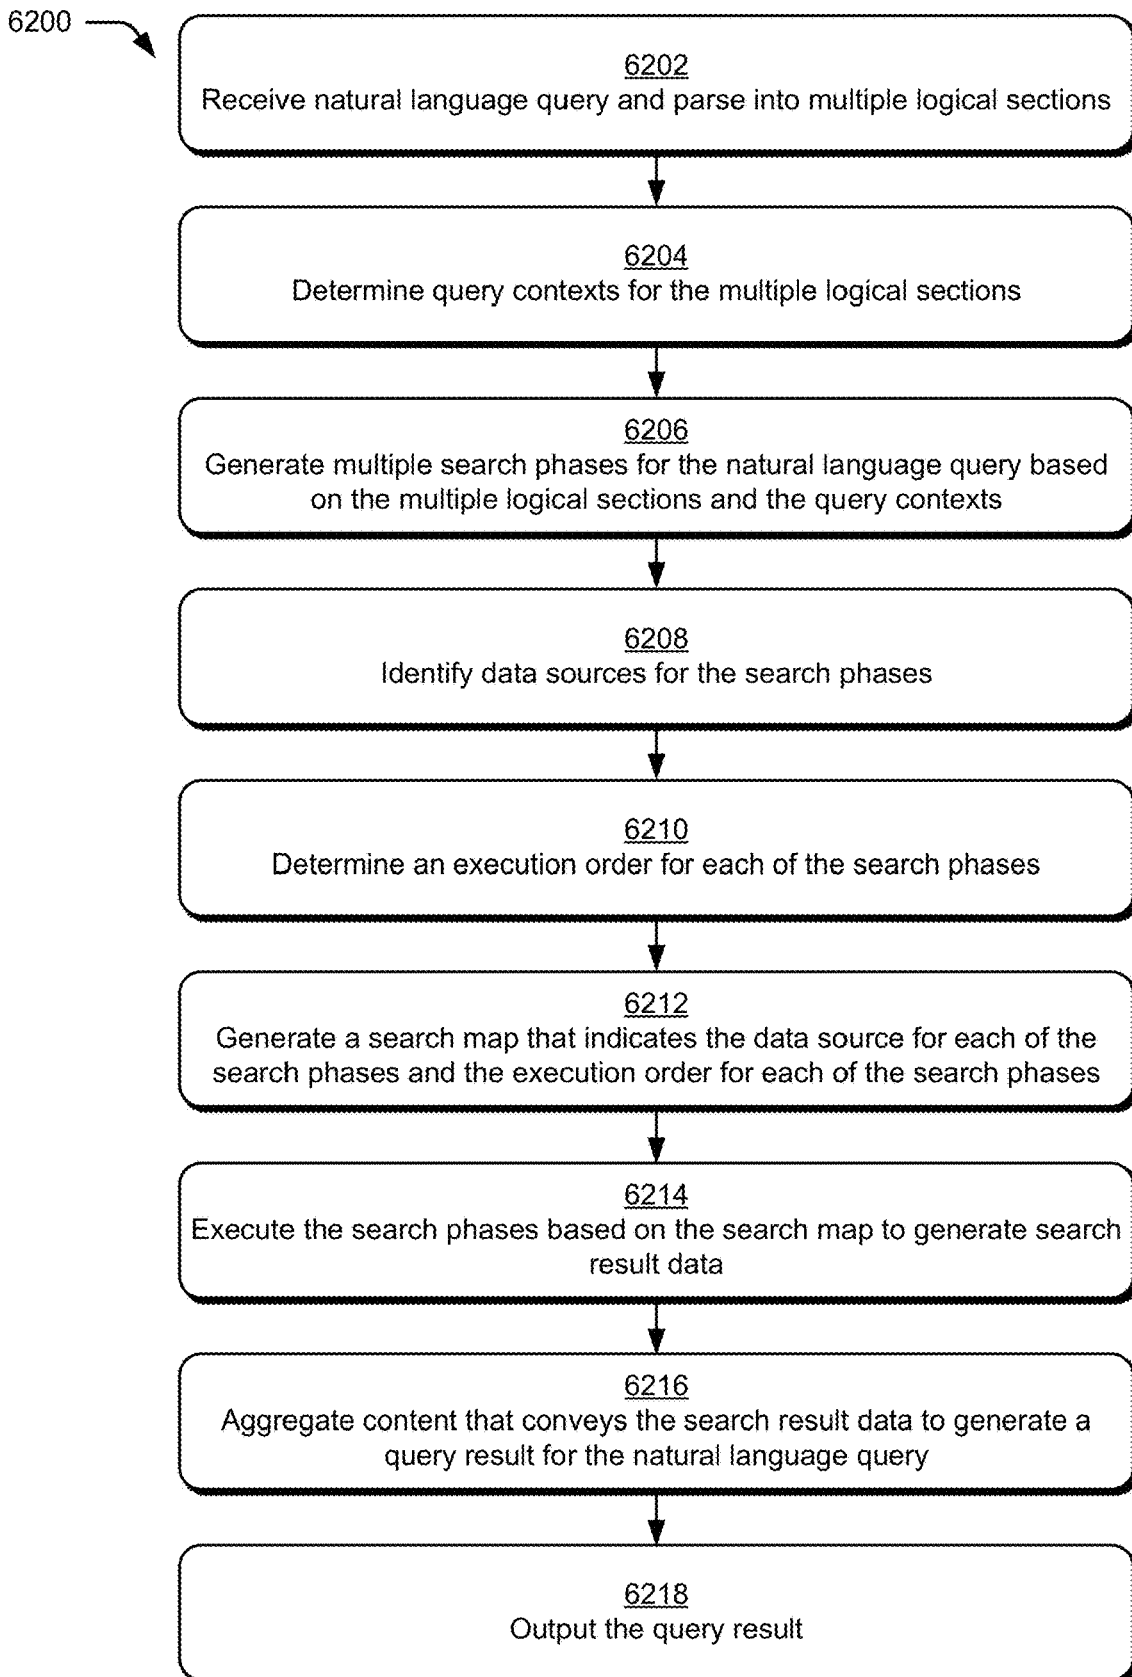 6200
6202
Receive natural language query and parse into multiple logical sections
6204
Determine query contexts for the multiple logical sections
6206
Generate multiple search phases for the natural language query based
on the multiple logical sections and the query contexts
6208
Identify data sources for the search phases
6210
Determine an execution order for each of the search phases
6212
Generate a search map that indicates the data source for each of the
search phases and the execution order for each of the search phases
6214
Execute the search phases based on the search map to generate search
result data
6216
Aggregate content that conveys the search result data to generate a
query result for the natural language query
6218
Output the query result